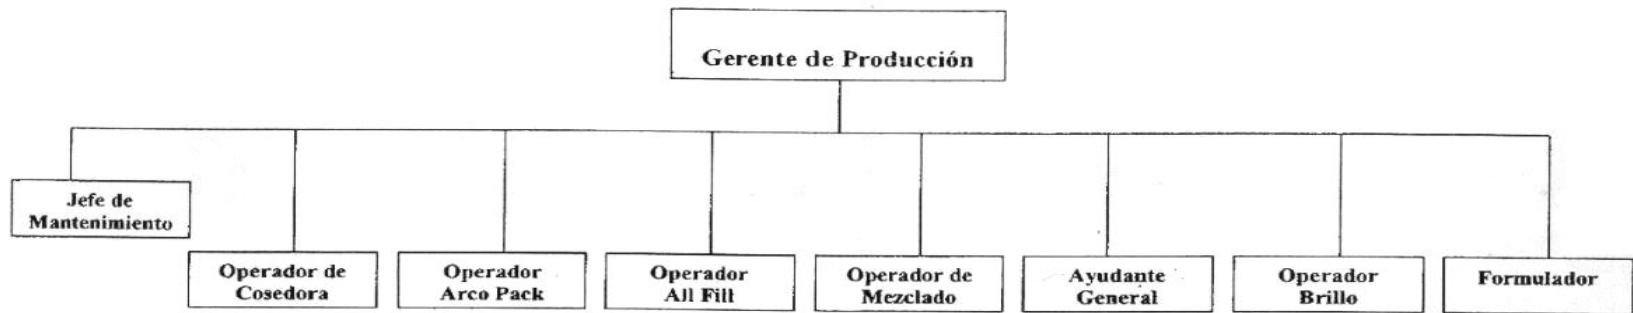 Gerente de Producción
Jefe de
Mantenimiento
Operador de
Cosedora
Operador
Arco Pack
Operador
All Fill
Operador de
Mezclado
Ayudante
General
Operador
Brillo
Formulador